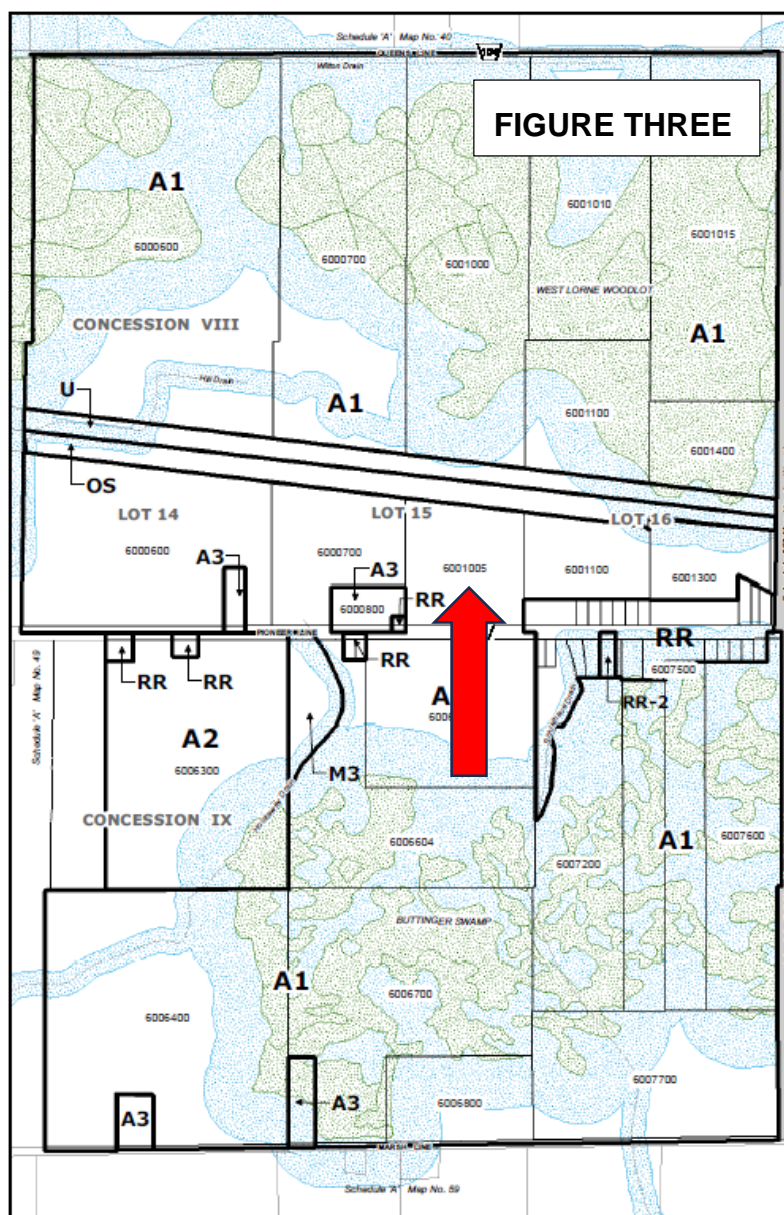 Schedule 'A' Map No. 40
QUEENS LINE
Wilton Drain
FIGURE THREE
A1
6001010
6001015
6000600
6000700
6001000
WEST LORNE WOODLOT
CONCESSION VIII
A1
Hill Drain
U
A1
6001100
6001400
OS
LOT 14
LOT 15
LOT 16
6000600
6000700
A3
A3
6001005
6001100
6001300
6000800
RR
PIONEER LINE
RR
RR
RR
RR
6007500
Schedule 'A' Map No. 49
A
RR-2
A2
6006300
M3
CONCESSION IX
6006604
A1
6007600
6007200
BUTTINGER SWAMP
A1
6006400
6006700
6007700
A3
A3
6006800
MARSH LINE
Schedule 'A' Map No. 59